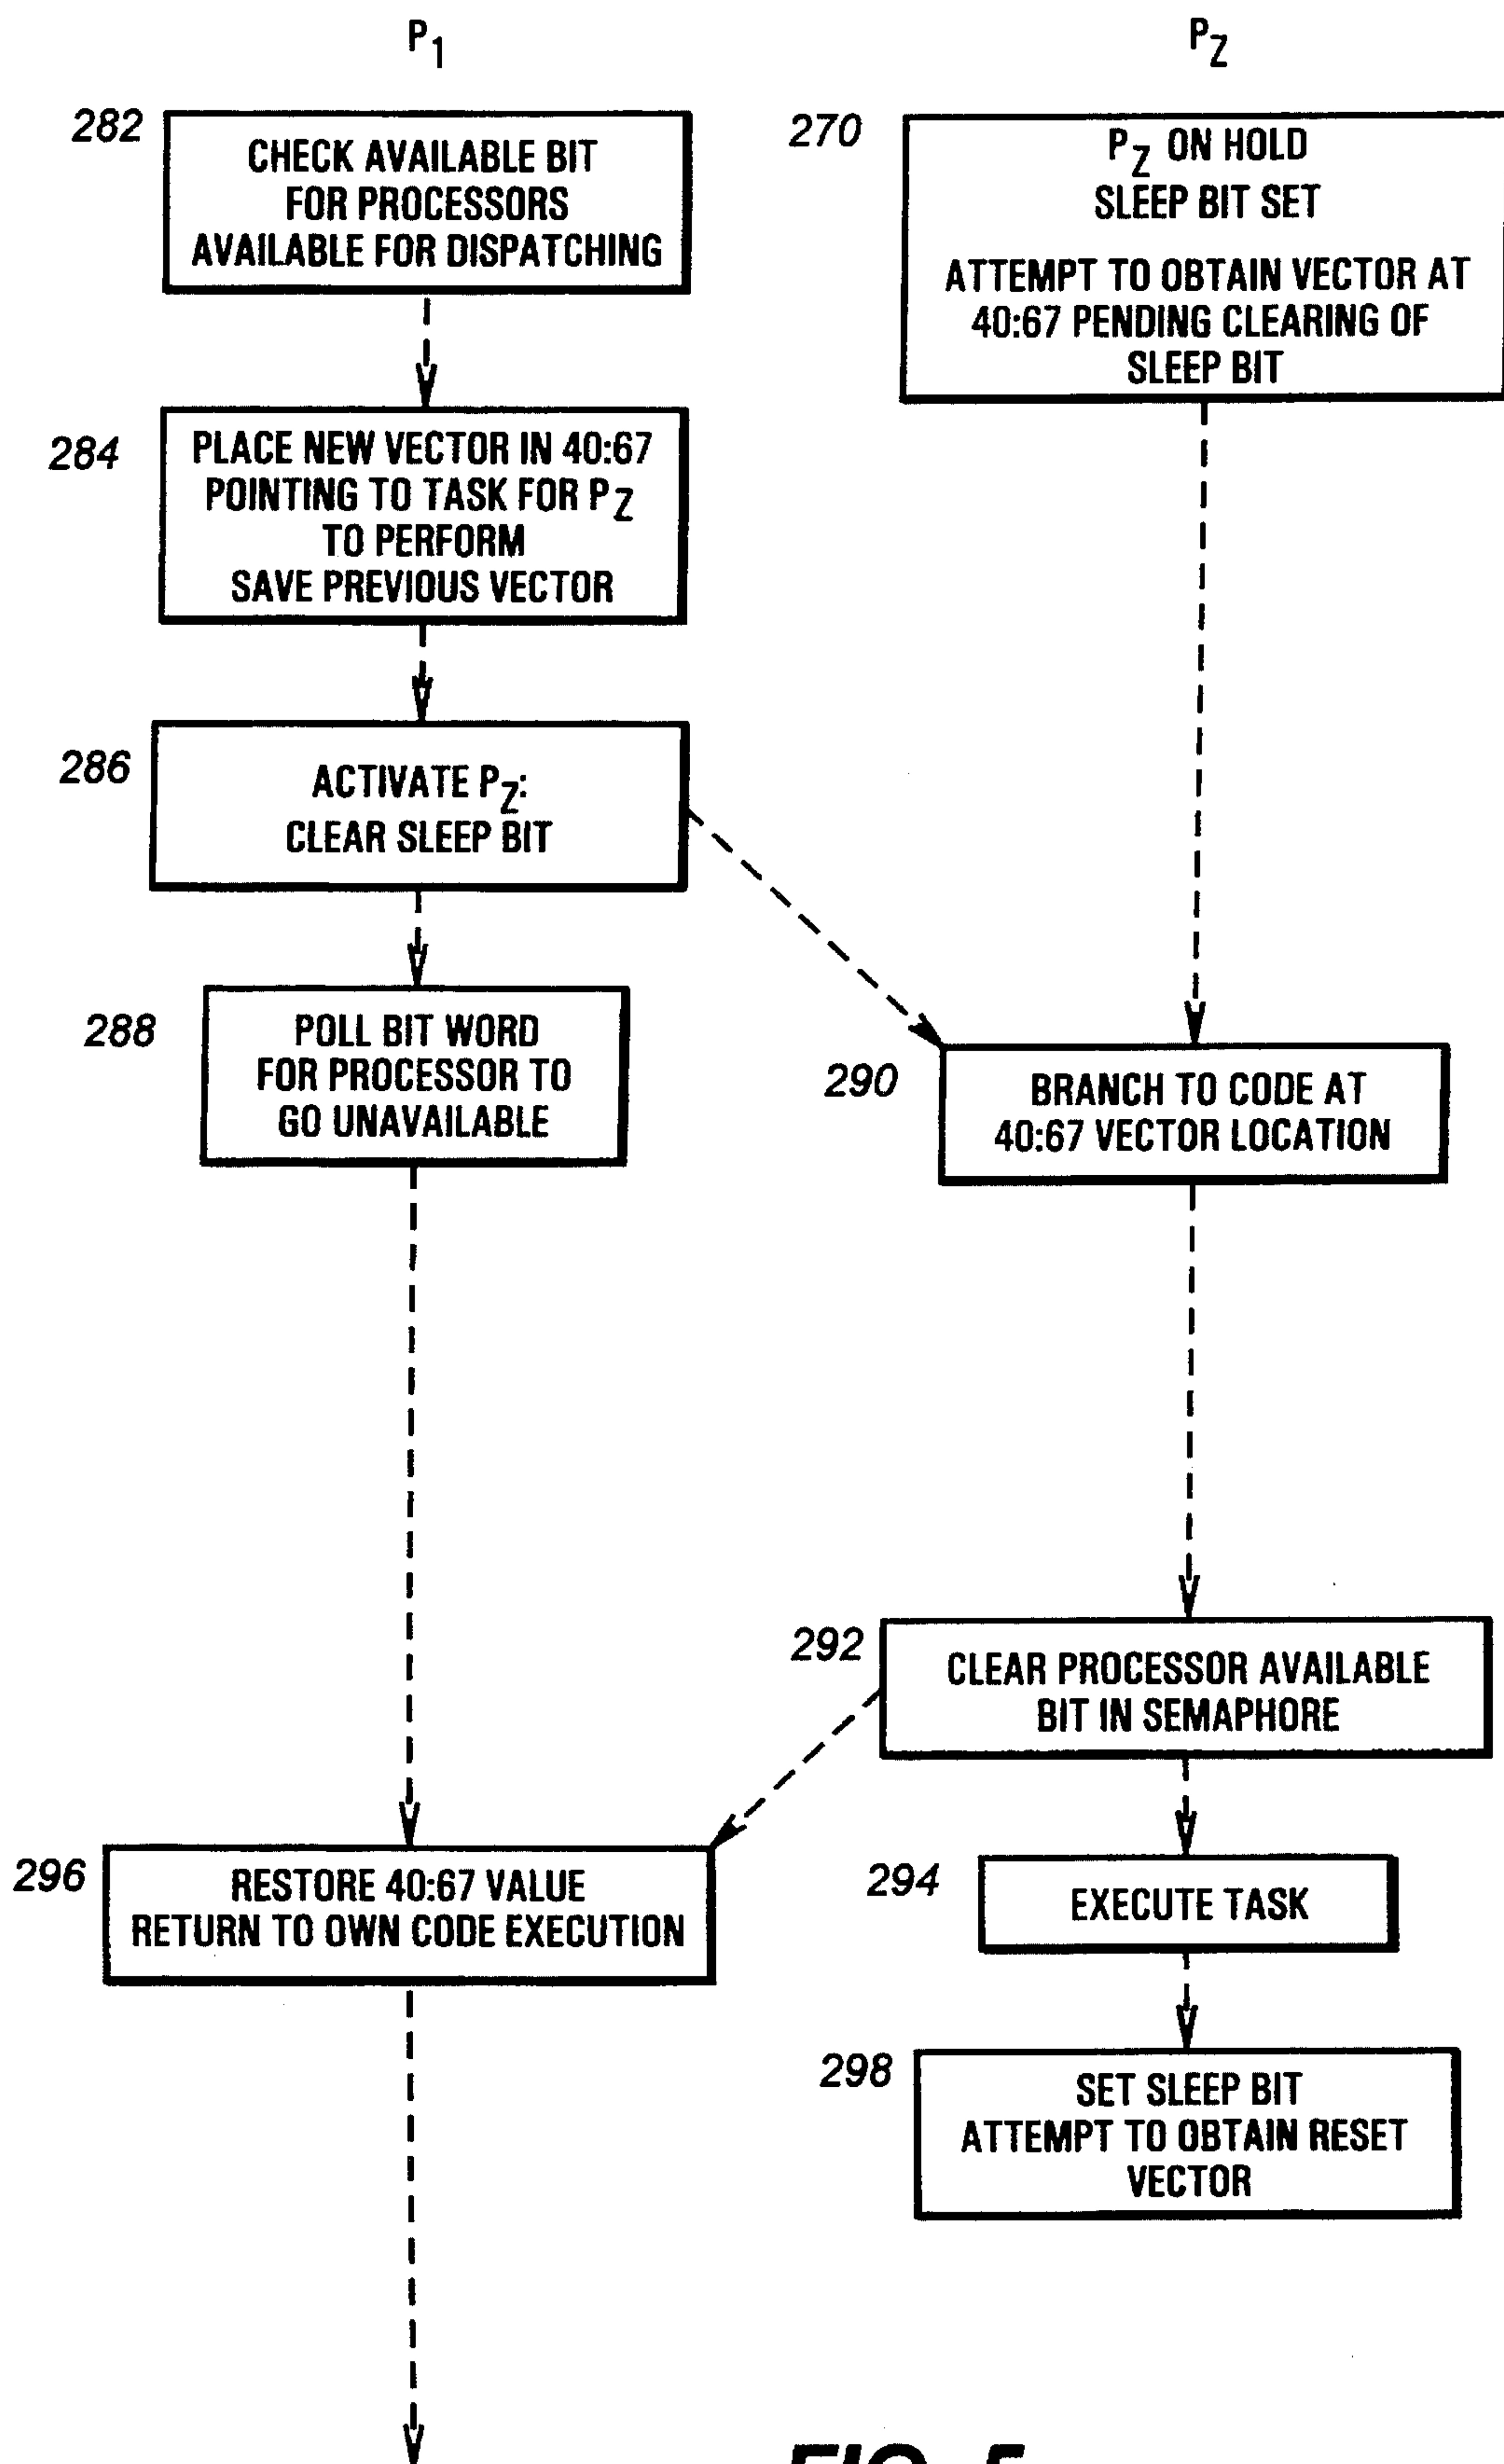 P1
PZ
282
CHECK AVAILABLE BIT
FOR PROCESSORS
AVAILABLE FOR DISPATCHING
270
PZ ON HOLD
SLEEP BIT SET
ATTEMPT TO OBTAIN VECTOR AT
40:67 PENDING CLEARING OF
SLEEP BIT
284
PLACE NEW VECTOR IN 40:67
POINTING TO TASK FOR PZ
TO PERFORM
SAVE PREVIOUS VECTOR
286
ACTIVATE PZ:
CLEAR SLEEP BIT
288
POLL BIT WORD
FOR PROCESSOR TO
GO UNAVAILABLE
290
BRANCH TO CODE AT
40:67 VECTOR LOCATION
292
CLEAR PROCESSOR AVAILABLE
BIT IN SEMAPHORE
296
RESTORE 40:67 VALUE
RETURN TO OWN CODE EXECUTION
294
EXECUTE TASK
298
SET SLEEP BIT
ATTEMPT TO OBTAIN RESET
VECTOR
FIG. 5